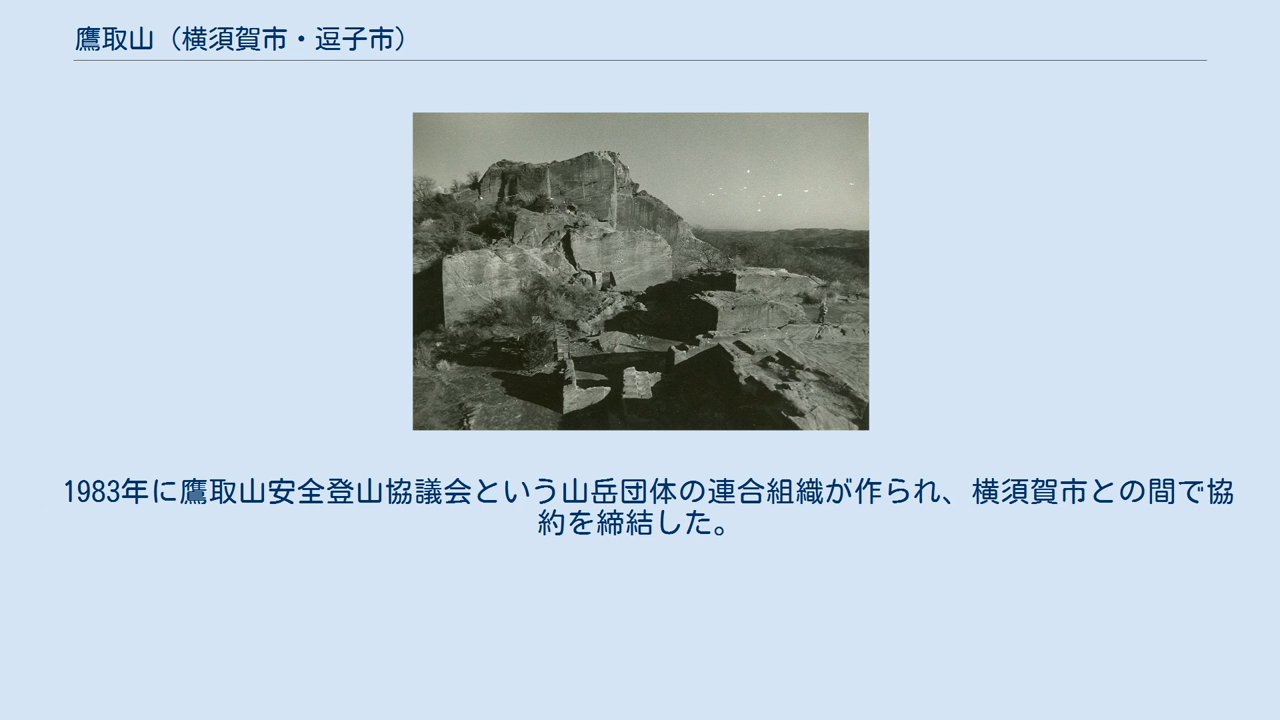 鷹取山（横須賀市・逗子市）
1983年に鷹取山安全登山協議会という山岳団体の連合組織が作られ、横須賀市との間で協
約を締結した。